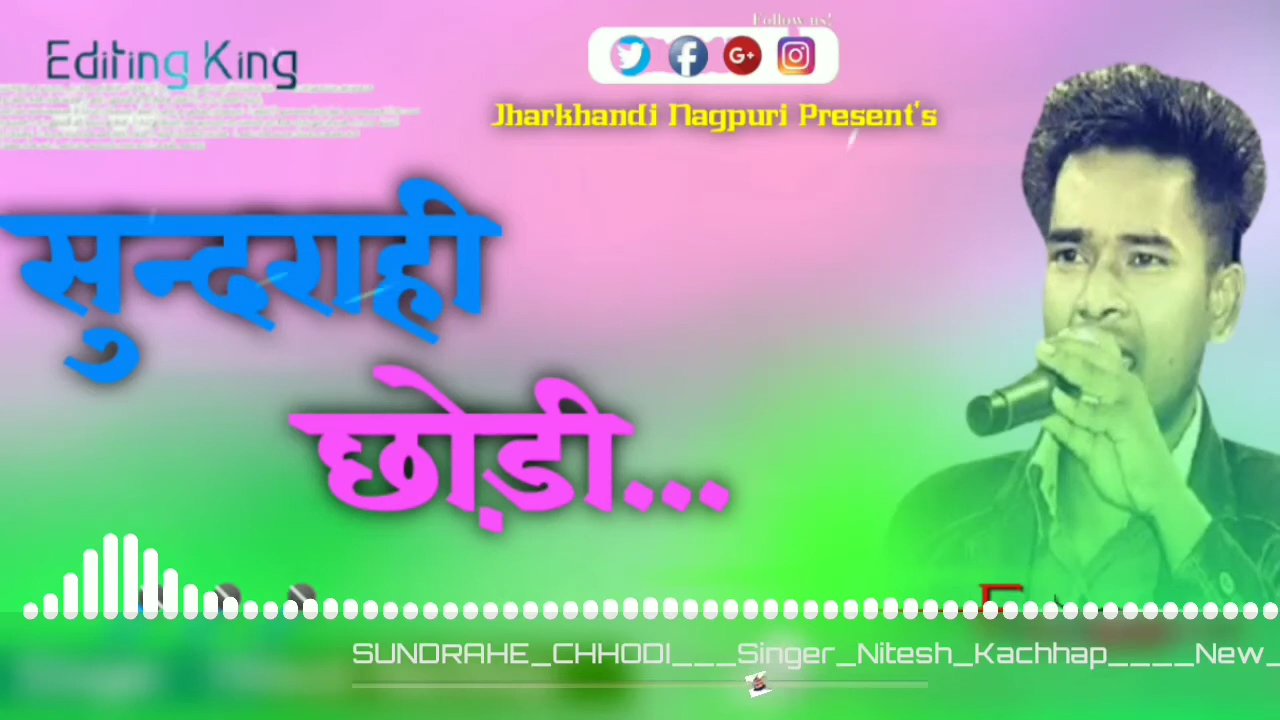 Follow us!
Editing King
Jharkhandi Nagpuri Present's
सुन्दराही
छोड़ी...
SUNDRAHE_CHHODI___Singer_Nitesh_Kachhap____New_